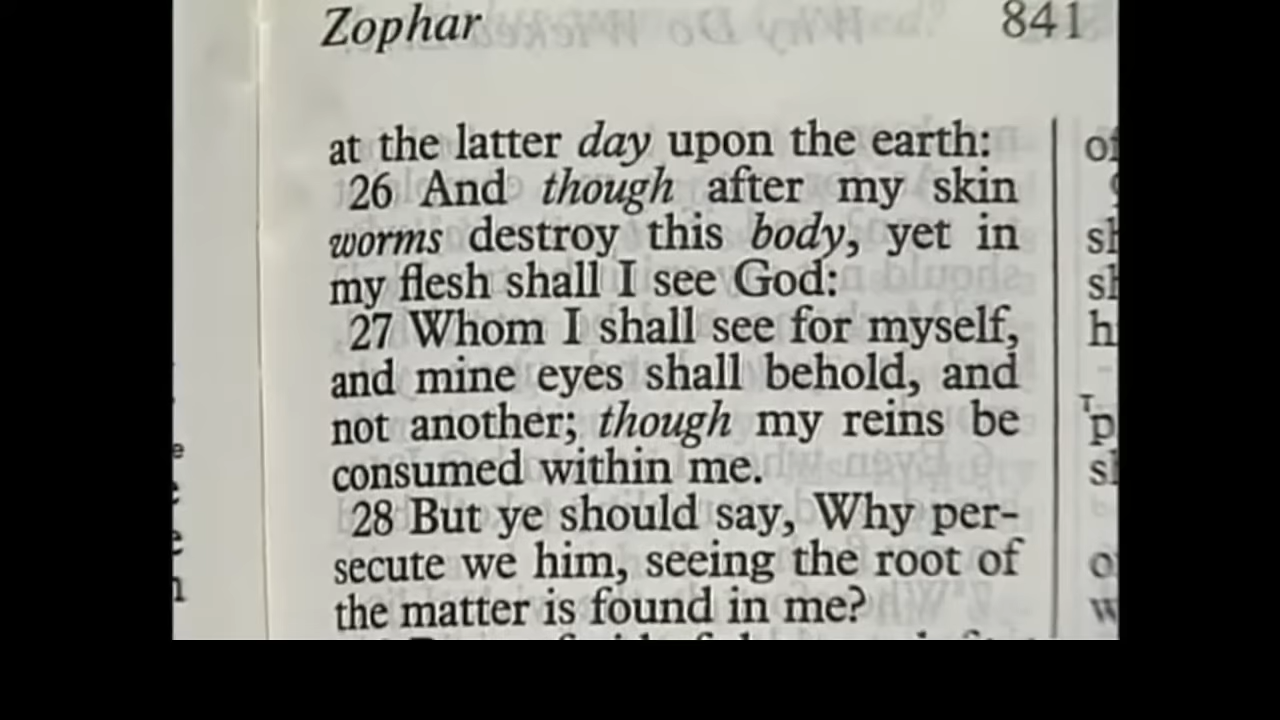 Zophar 841
at the latter day upon the earth:
26 And though after my skin
worms destroy this body, yet in
my flesh shall I see God:
27 Whom I shall see for myself,
and mine eyes shall behold, and
not another; though my reins be
consumed within me.
28 But ye should say, Why per-
secute we him, seeing the root of
the matter is found in me?